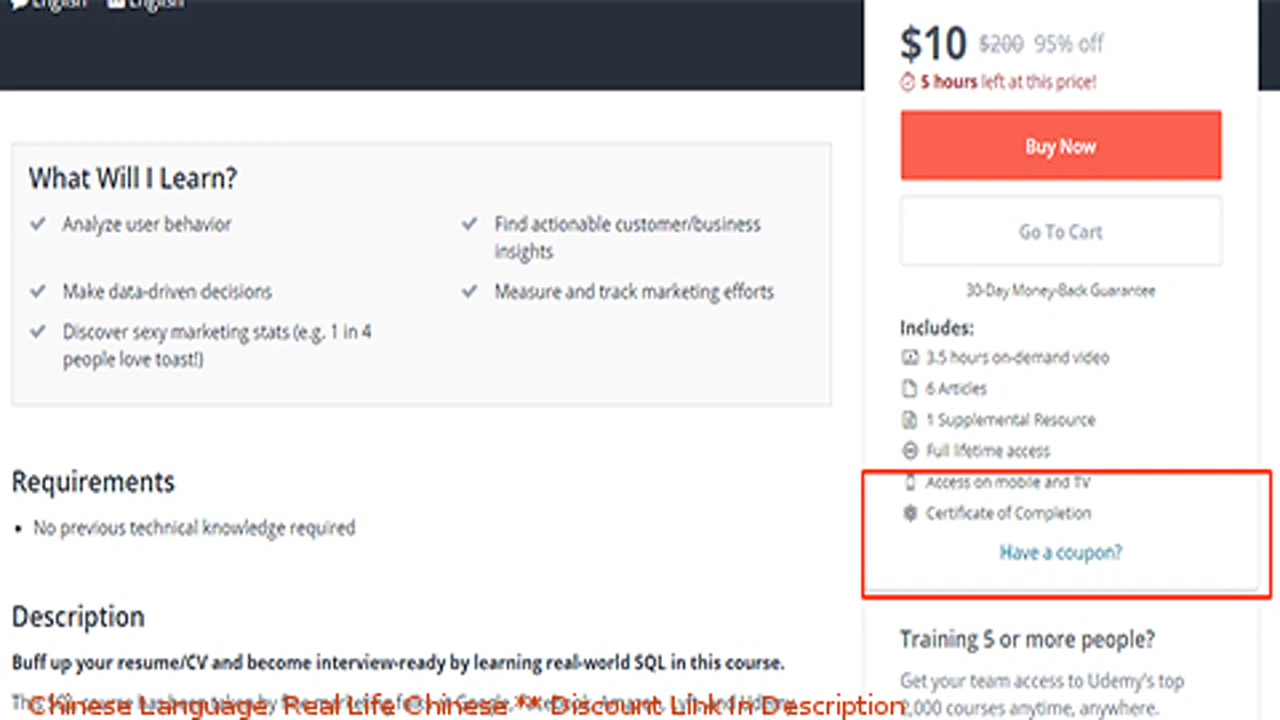 English English
What Will I Learn?
Analyze user behavior
Find actionable customer/business
insights
Make data-driven decisions
Measure and track marketing efforts
Discover sexy marketing stats (e.g. 1 in 4
people love toast!)
Requirements
• No previous technical knowledge required
Description
Buff up your resume/CV and become interview-ready by learning real-world SQL in this course.
Chinese Language, Real Life Chinese ** Discount Link In Description
$10 $200 95% off
5 hours left at this price!
Buy Now
Go To Cart
30-Day Money-Back Guarantee
Includes:
3.5 hours on-demand video
6 Articles
1 Supplemental Resource
Full lifetime access
Access on mobile and TV
Certificate of Completion
Have a coupon?
Training 5 or more people?
Get your team access to Udemy's top
2,000 courses anytime, anywhere.